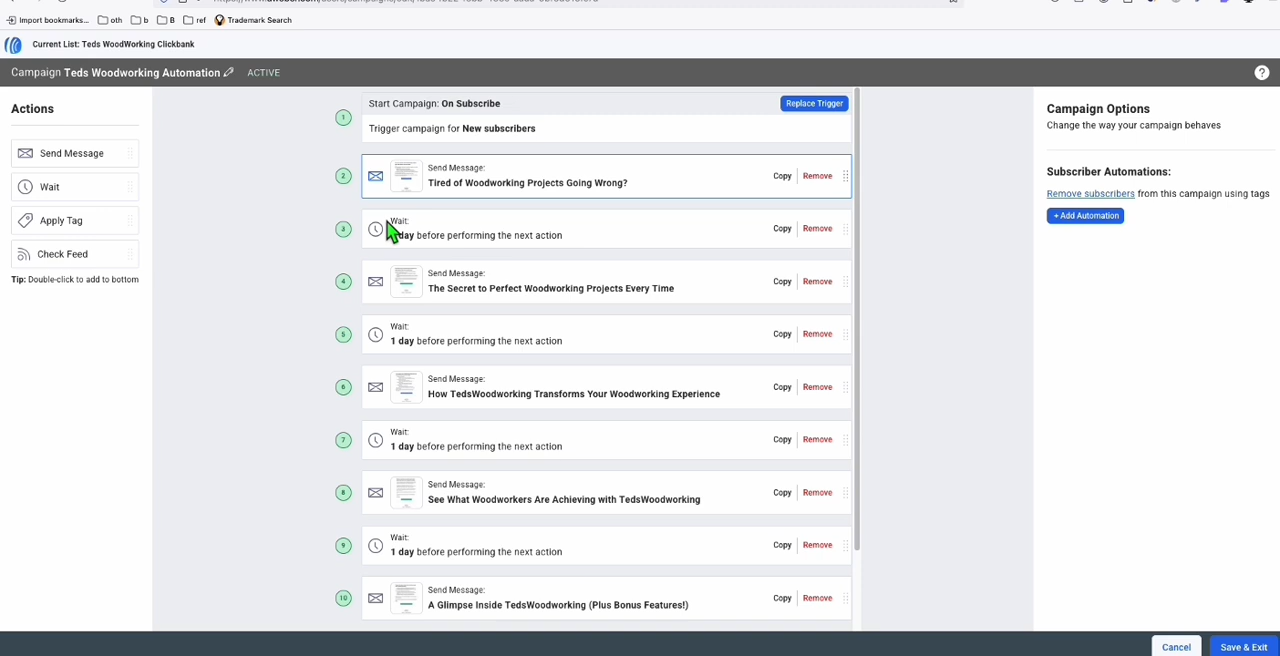 Import bookmarks...
oth
b
B
ref
Trademark Search
Current List: Teds WoodWorking Clickbank
Campaign Teds Woodworking Automation
ACTIVE
?
Actions
Send Message
Wait
Apply Tag
Check Feed
Tip: Double-click to add to bottom
1
Start Campaign: On Subscribe
Replace Trigger
Trigger campaign for New subscribers
2
Send Message:
Tired of Woodworking Projects Going Wrong?
Copy
Remove
3
Wait:
day before performing the next action
Copy
Remove
4
Send Message:
The Secret to Perfect Woodworking Projects Every Time
Copy
Remove
5
Wait:
1 day before performing the next action
Copy
Remove
6
Send Message:
How TedsWoodworking Transforms Your Woodworking Experience
Copy
Remove
7
Wait:
1 day before performing the next action
Copy
Remove
8
Send Message:
See What Woodworkers Are Achieving with TedsWoodworking
Copy
Remove
9
Wait:
1 day before performing the next action
Copy
Remove
10
Send Message:
A Glimpse Inside TedsWoodworking (Plus Bonus Features!)
Copy
Remove
Campaign Options
Change the way your campaign behaves
Subscriber Automations:
Remove subscribers from this campaign using tags
+ Add Automation
Cancel
Save & Exit